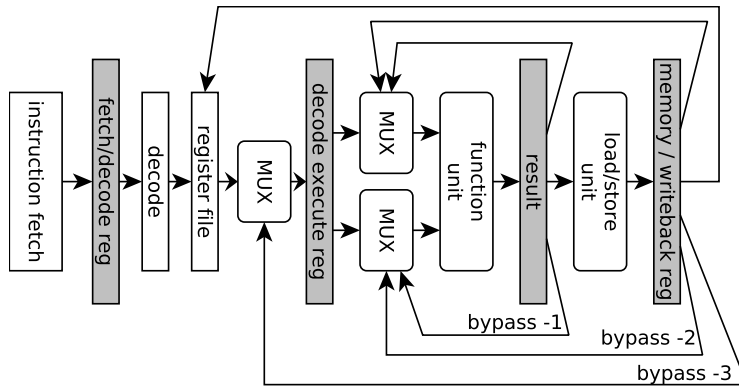 instruction fetch
fetch/decode reg
decode
register file
MUX
decode execute reg
MUX
MUX
function
unit
result
load/store
unit
memory / writeback reg
bypass -1
bypass -2
bypass -3